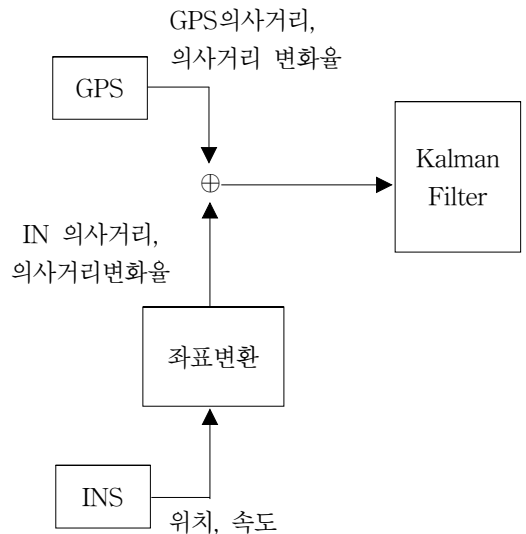 GPS의사거리,
의사거리 변화율
GPS
Kalman
Filter
IN 의사거리,
의사거리변화율
좌표변환
INS
위치, 속도